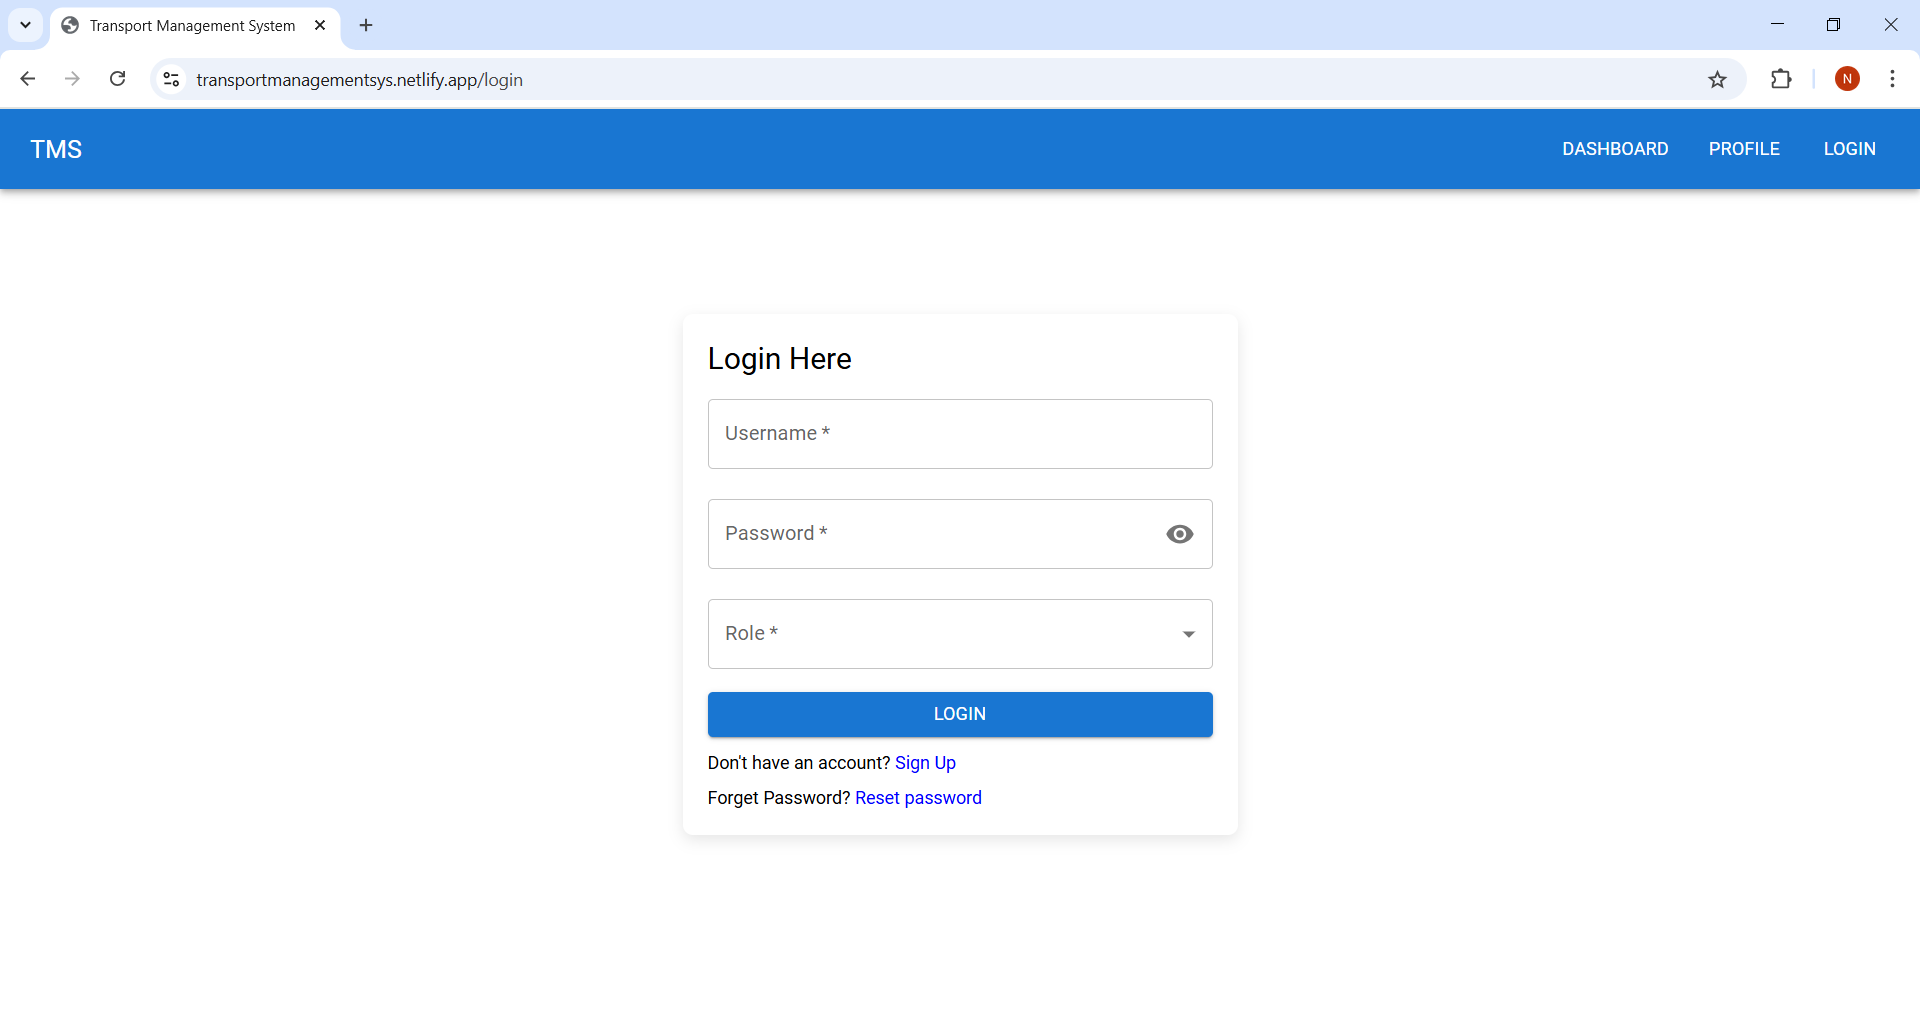 Transport Management System
transportmanagementsys.netlify.app/login
N
TMS
DASHBOARD
PROFILE
LOGIN
Login Here
Username *
Password *
Role *
LOGIN
Don't have an account? Sign Up
Forget Password? Reset password